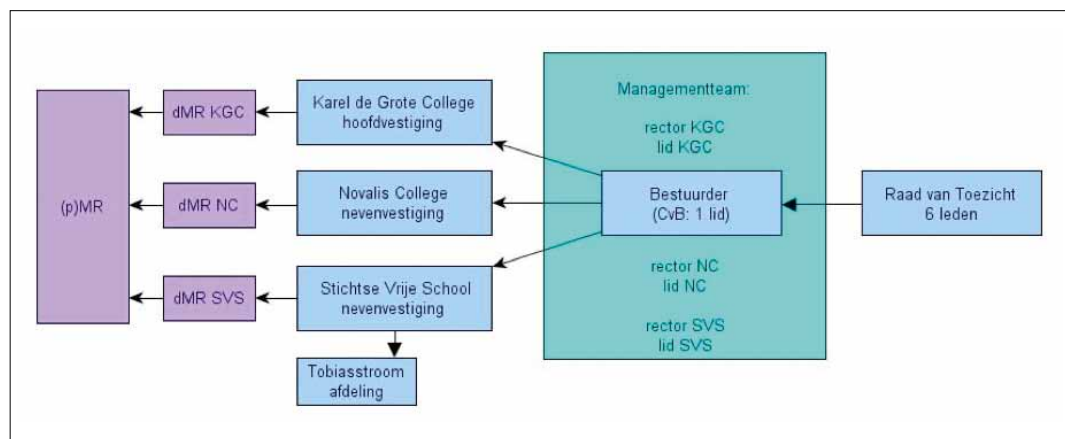 (p)MR
dMR KGC
dMR NC
dMR SVS
Karel de Grote College
hoofdvestiging
Novalis College
nevenvestiging
Stichtse Vrije School
nevenvestiging
Tobiasstroom
afdeling
Managementteam:
rector KGC
lid KGC
Bestuurder
(CvB: 1 lid)
rector NC
lid NC
rector SVS
lid SVS
Raad van Toezicht
6 leden